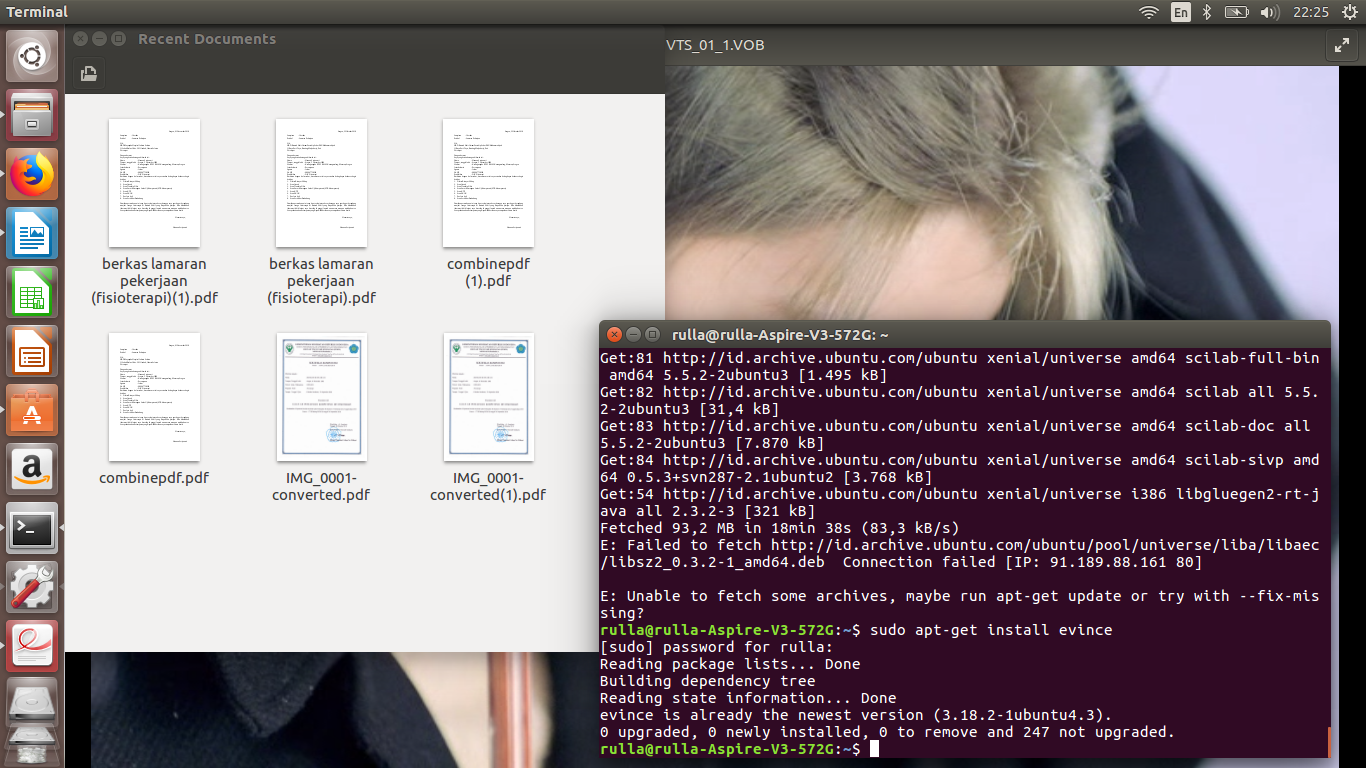 Terminal
En
22:25
Recent Documents
VTS_01_1.VOB
berkas lamaran
pekerjaan
(fisioterapi)(1).pdf
berkas lamaran
pekerjaan
(fisioterapi).pdf
combinepdf
(1).pdf
combinepdf.pdf
IMG_0001-
converted.pdf
IMG_0001-
converted(1).pdf
rulla@rulla-Aspire-V3-572G: ~
Get:81 http://id.archive.ubuntu.com/ubuntu xenial/universe amd64 scilab-full-bin
amd64 5.5.2-2ubuntu3 [1.495 kB]
Get:82 http://id.archive.ubuntu.com/ubuntu xenial/universe amd64 scilab all 5.5.
2-2ubuntu3 [31,4 kB]
Get:83 http://id.archive.ubuntu.com/ubuntu xenial/universe amd64 scilab-doc all
5.5.2-2ubuntu3 [7.870 kB]
Get:84 http://id.archive.ubuntu.com/ubuntu xenial/universe amd64 scilab-sivp amd
64 0.5.3+svn287-2.1ubuntu2 [3.768 kB]
Get:54 http://id.archive.ubuntu.com/ubuntu xenial/universe i386 libgluegen2-rt-j
ava all 2.3.2-3 [321 kB]
Fetched 93,2 MB in 18min 38s (83,3 kB/s)
E: Failed to fetch http://id.archive.ubuntu.com/ubuntu/pool/universe/liba/libaec
/libsz2_0.3.2-1_amd64.deb  Connection failed [IP: 91.189.88.161 80]
E: Unable to fetch some archives, maybe run apt-get update or try with --fix-mis
sing?
rulla@rulla-Aspire-V3-572G:~$ sudo apt-get install evince
[sudo] password for rulla:
Reading package lists... Done
Building dependency tree
Reading state information... Done
evince is already the newest version (3.18.2-1ubuntu4.3).
0 upgraded, 0 newly installed, 0 to remove and 247 not upgraded.
rulla@rulla-Aspire-V3-572G:~$